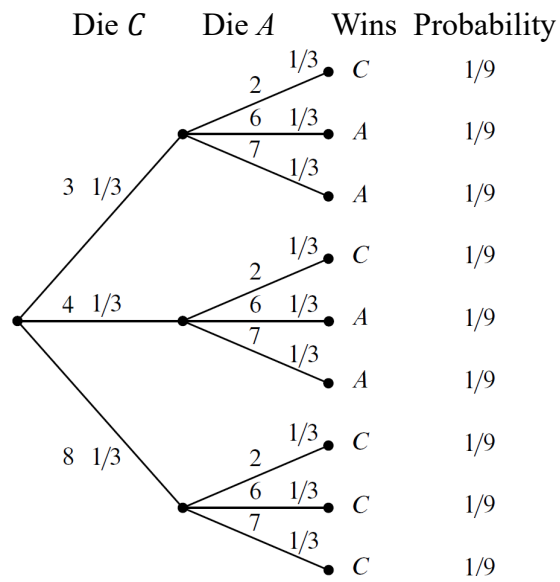 Die C Die A Wins Probability
1/3 C 1/9
2
6 1/3 A 1/9
7
1/3
3 1/3 A 1/9
1/3 C 1/9
2
4 1/3 6 1/3 A 1/9
7
1/3
A 1/9
1/3 C 1/9
8 1/3 2
6 1/3 C 1/9
7
1/3
C 1/9